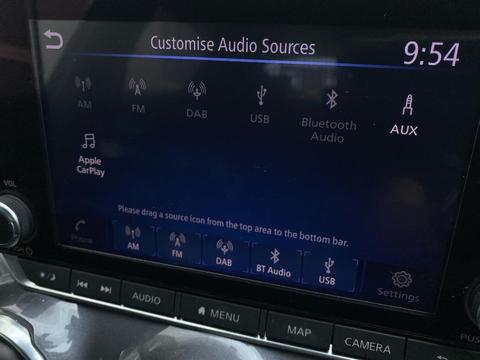 Customise Audio Sources
9:54
AM
FM
DAB
USB
Bluetooth
Audio
AUX
Apple
CarPlay
Please drag a source icon from the top area to the bottom bar.
Phone
AM
FM
DAB
BT Audio
USB
Settings
VOL
AUDIO
MENU
MAP
CAMERA